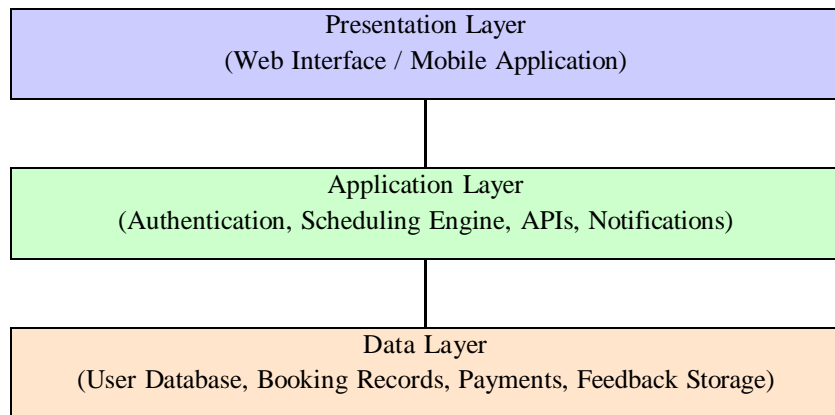 Presentation Layer
(Web Interface / Mobile Application)
Application Layer
(Authentication, Scheduling Engine, APIs, Notifications)
Data Layer
(User Database, Booking Records, Payments, Feedback Storage)